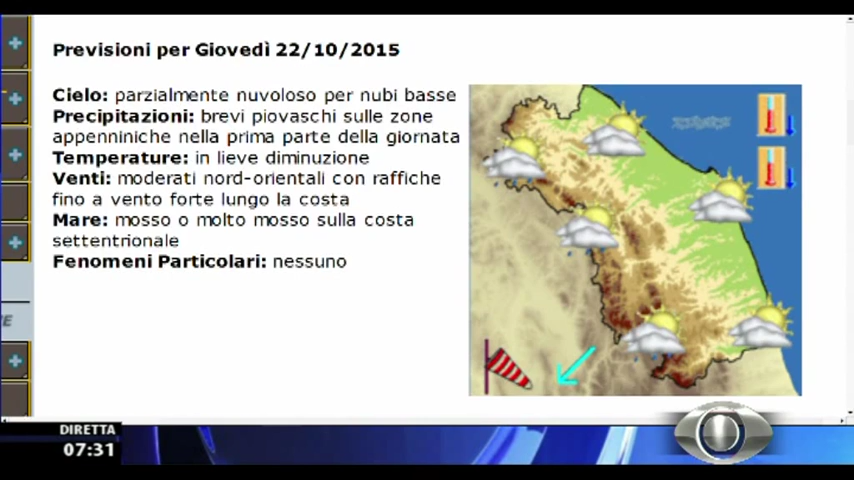 Previsioni per Giovedì 22/10/2015
Cielo: parzialmente nuvoloso per nubi basse
Precipitazioni: brevi piovaschi sulle zone
appenniniche nella prima parte della giornata
Temperature: in lieve diminuzione
Venti: moderati nord-orientali con raffiche
fino a vento forte lungo la costa
Mare: mosso o molto mosso sulla costa
settentrionale
Fenomeni Particolari: nessuno
E
DIRETTA
07:31